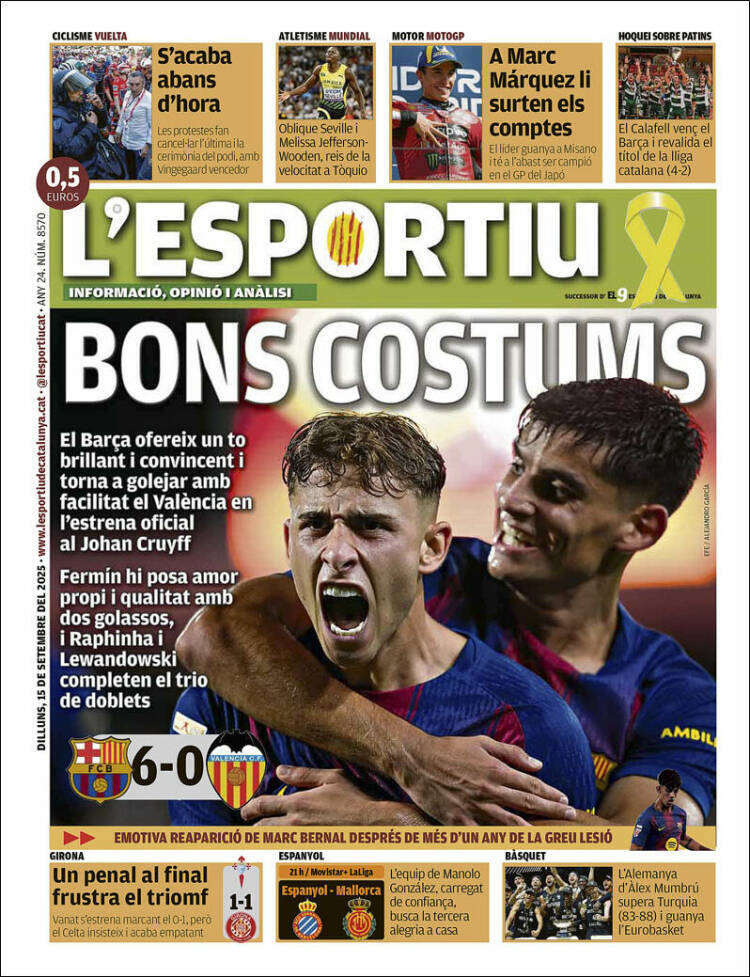 CICLISME VUELTA
S'acaba
abans
d'hora
Les protestes fan
cancel·lar l'última i la
cerimònia del podi, amb
Vingegaard vencedor
ATLETISME MUNDIAL
Oblique Seville i
Melissa Jefferson-
Wooden, reis de la
velocitat a Tòquio
MOTOR MOTOGP
A Marc
Márquez li
surten els
comptes
El líder guanya a Misano
i té a l'abast ser campió
en el GP del Japó
HOQUEI SOBRE PATINS
El Calafell venç el
Barça i revalida el
títol de la lliga
catalana (4-2)
0,5
EUROS
L'ESPORTIU
INFORMACIÓ, OPINIÓ I ANÀLISI
SUCCESSOR D' EL 9
DILLUNS, 15 DE SETEMBRE DEL 2025 • www.lesportiudecatalunya.cat • @lesportiucat • ANY 24. NÚM. 8570
BONS COSTUMS
El Barça ofereix un to
brillant i convincent i
torna a golejar amb
facilitat el València en
l'estrena oficial
al Johan Cruyff
Fermín hi posa amor
propi i qualitat amb
dos golassos,
i Raphinha i
Lewandowski
completen el trio
de doblets
EFE / ALEJANDRO GARCÍA
AMBIL
FCB
6-0
VALENCIA C.F.
EMOTIVA REAPARICIÓ DE MARC BERNAL DESPRÉS DE MÉS D'UN ANY DE LA GREU LESIÓ
GIRONA
Un penal al final
frustra el triomf
Vanat s'estrena marcant el 0-1, però
el Celta insisteix i acaba empatant
1-1
ESPANYOL
21 h / Movistar+ LaLiga
Espanyol - Mallorca
L'equip de Manolo
González, carregat
de confiança,
busca la tercera
alegria a casa
BÀSQUET
L'Alemanya
d'Àlex Mumbrú
supera Turquia
(83-88) i guanya
l'Eurobasket